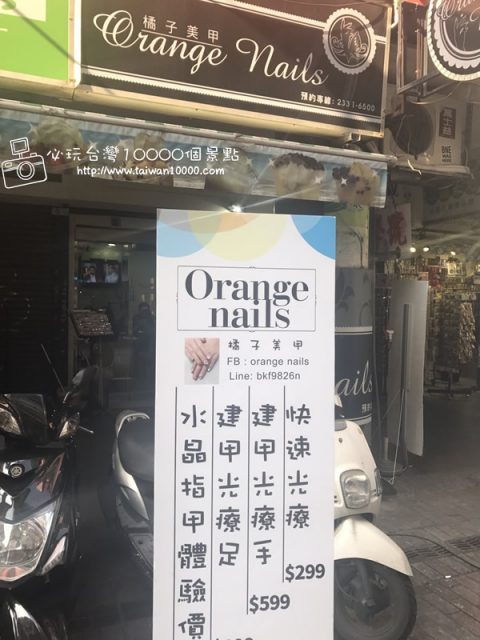 橘子美甲
Orange Nails
預約專線: 2331-6500
必玩台灣10000個景點
http://www.taiwan10000.com
Orange
nails
橘子美甲
FB : orange nails
Line: bkf9826n
快速光療
$299
建甲光療手
$599
建甲光療足
水晶指甲體驗價
ails